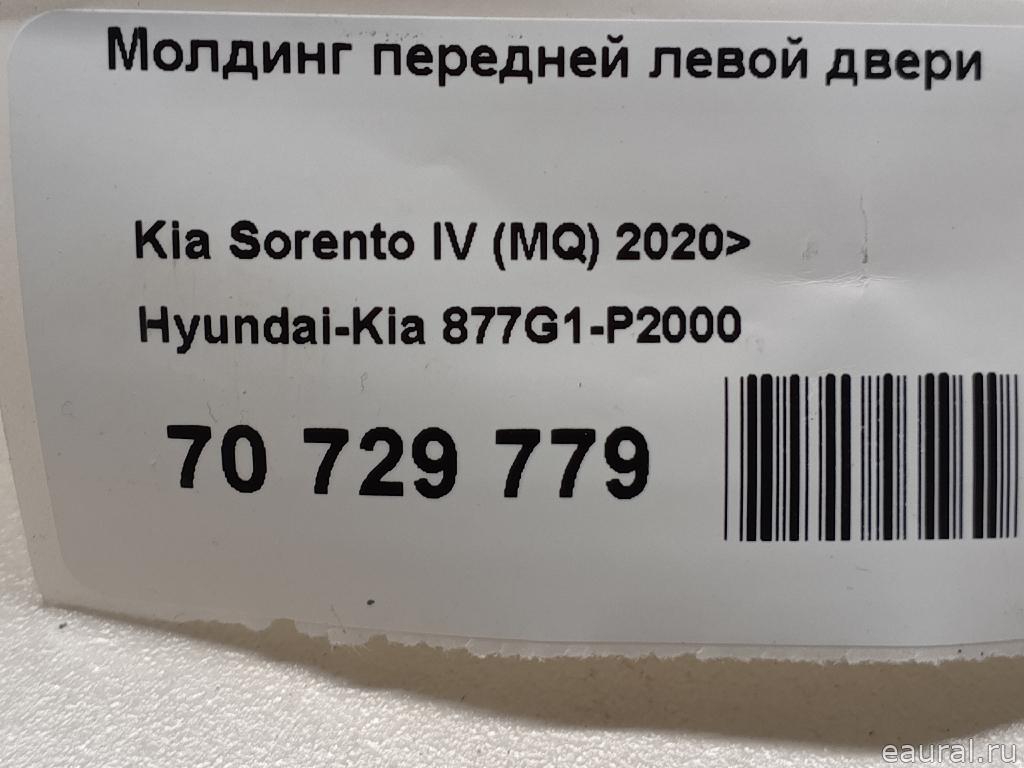 Молдинг передней левой двери
Kia Sorento IV (MQ) 2020>
Hyundai-Kia 877G1-P2000
70 729 779
eaural.ru